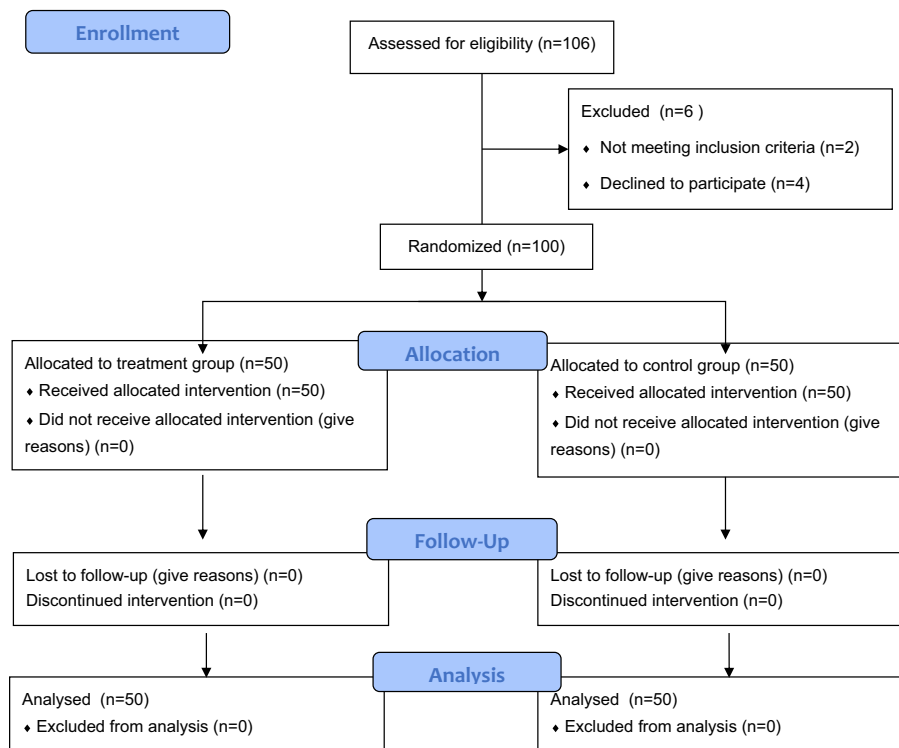 Enrollment
Assessed for eligibility (n=106)
Excluded (n=6 )
♦ Not meeting inclusion criteria (n=2)
♦ Declined to participate (n=4)
Randomized (n=100)
Allocation
Allocated to treatment group (n=50)
♦ Received allocated intervention (n=50)
♦ Did not receive allocated intervention (give
reasons) (n=0)
Allocated to control group (n=50)
♦ Received allocated intervention (n=50)
♦ Did not receive allocated intervention (give
reasons) (n=0)
Follow-Up
Lost to follow-up (give reasons) (n=0)
Discontinued intervention (n=0)
Lost to follow-up (give reasons) (n=0)
Discontinued intervention (n=0)
Analysis
Analysed (n=50)
♦ Excluded from analysis (n=0)
Analysed (n=50)
♦ Excluded from analysis (n=0)